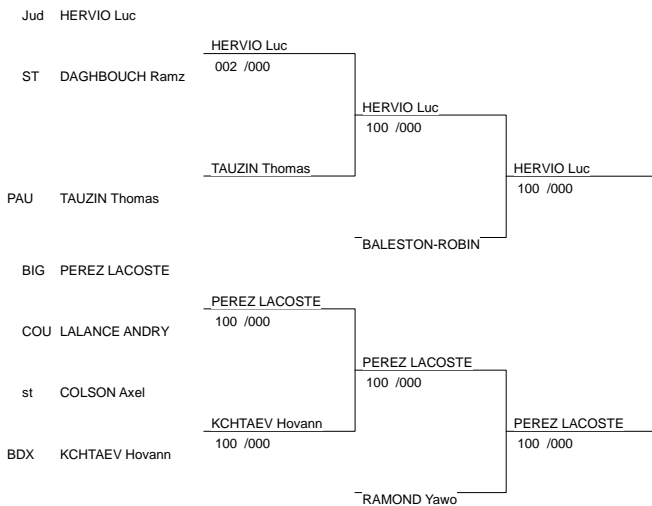 Jud HERVIO Luc
HERVIO Luc
002 /000
ST DAGHBOUCH Ramz
HERVIO Luc
100 /000
TAUZIN Thomas
HERVIO Luc
100 /000
PAU TAUZIN Thomas
BALESTON-ROBIN
BIG PEREZ LACOSTE
PEREZ LACOSTE
100 /000
COU LALANCE ANDRY
PEREZ LACOSTE
100 /000
st COLSON Axel
KCHTAEV Hovann
100 /000
PEREZ LACOSTE
100 /000
BDX KCHTAEV Hovann
RAMOND Yawo